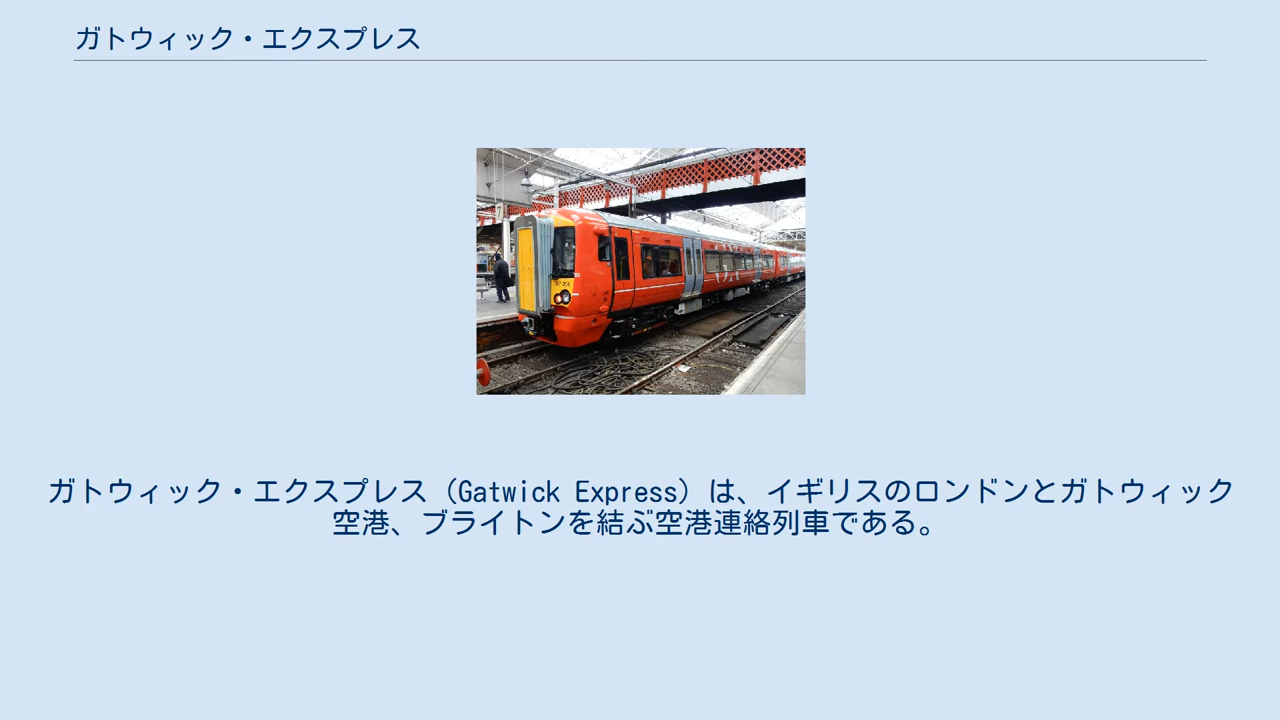 ガトウィック・エクスプレス
ガトウィック・エクスプレス（Gatwick Express）は、イギリスのロンドンとガトウィック
空港、ブライトンを結ぶ空港連絡列車である。